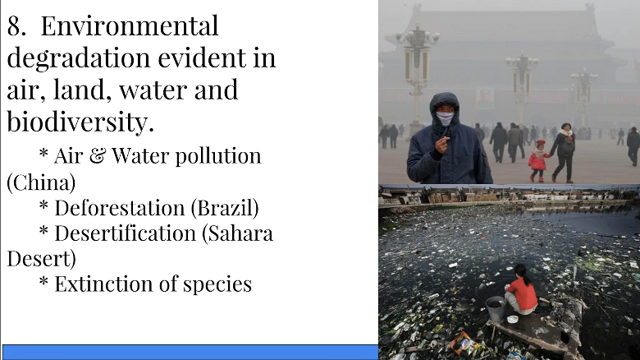 8. Environmental
degradation evident in
air, land, water and
biodiversity.
* Air & Water pollution
(China)
* Deforestation (Brazil)
* Desertification (Sahara
Desert)
* Extinction of species